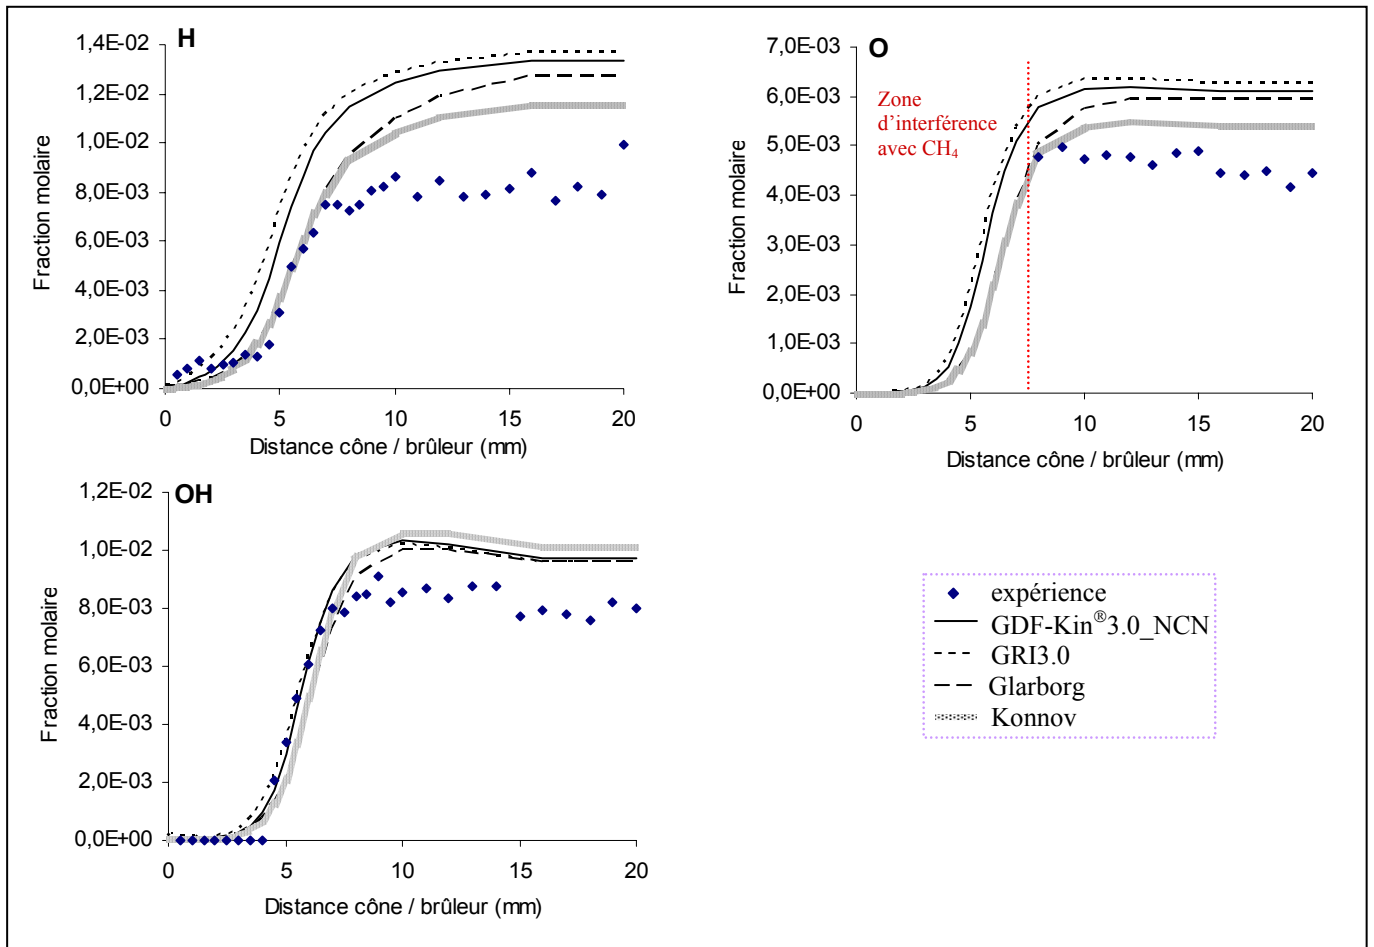 H
1,4E-02
1,2E-02
1,0E-02
8,0E-03
6,0E-03
4,0E-03
2,0E-03
0,0E+00
Fraction molaire
0 5 10 15 20
Distance cône / brûleur (mm)
O
7,0E-03
6,0E-03
5,0E-03
4,0E-03
3,0E-03
2,0E-03
1,0E-03
0,0E+00
Fraction molaire
Zone
d'interférence
avec CH₄
0 5 10 15 20
Distance cône / brûleur (mm)
OH
1,2E-02
1,0E-02
8,0E-03
6,0E-03
4,0E-03
2,0E-03
0,0E+00
Fraction molaire
0 5 10 15 20
Distance cône / brûleur (mm)
expérience
GDF-Kin®3.0_NCN
GRI3.0
Glarborg
Konnov